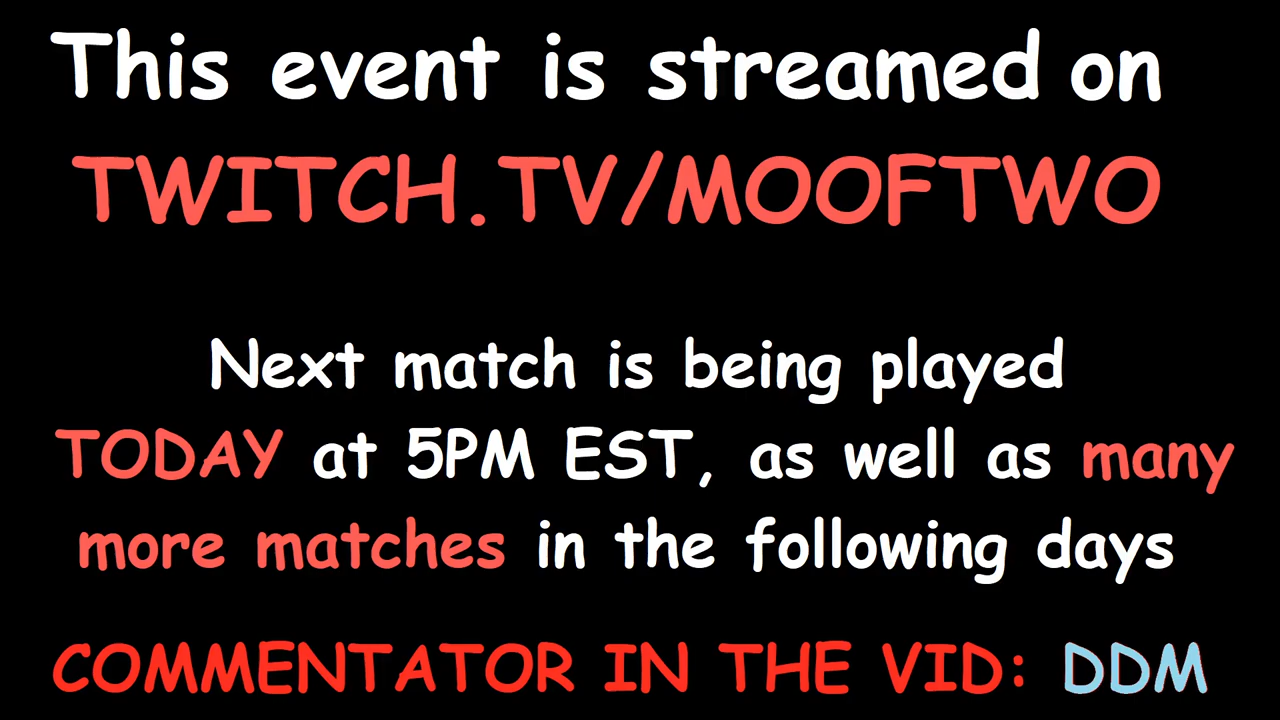 This event is streamed on
TWITCH.TV/MOOFTWO
Next match is being played
TODAY at 5PM EST, as well as many
more matches in the following days
COMMENTATOR IN THE VID: DDM